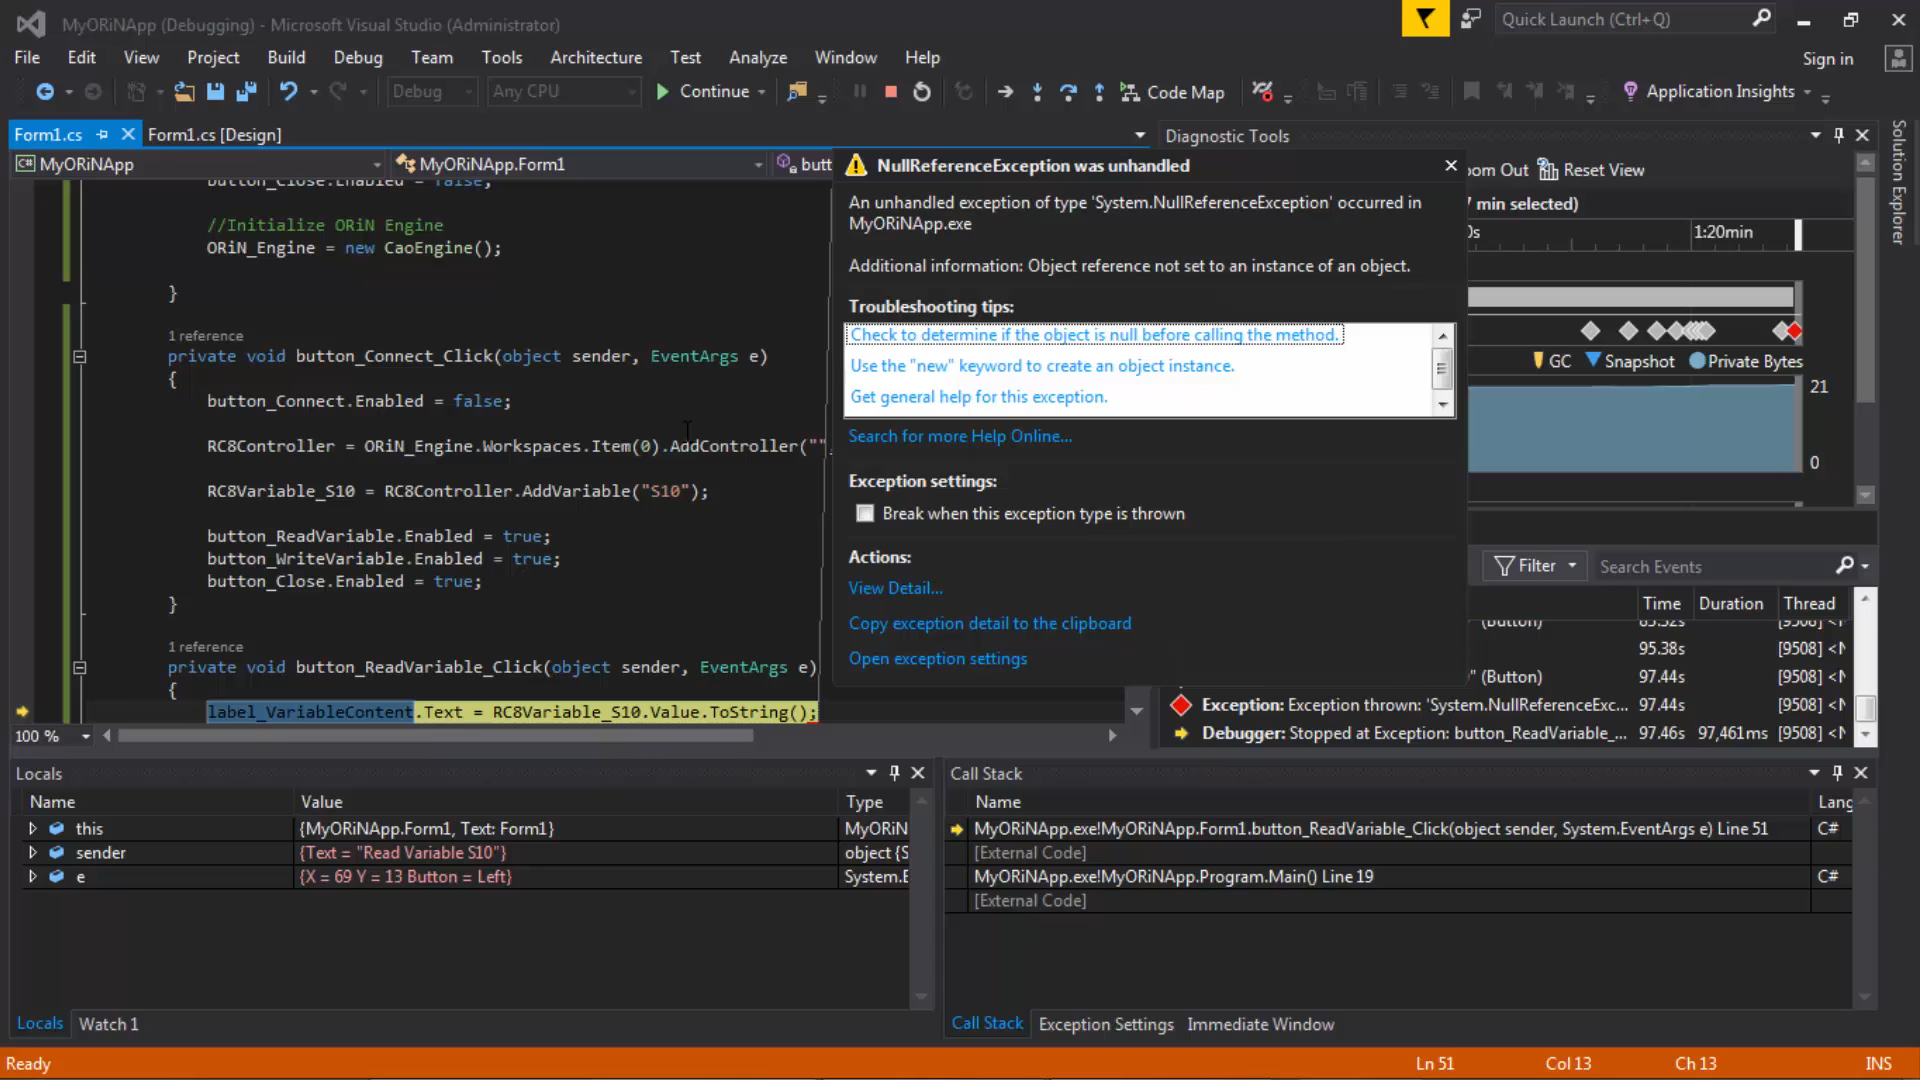 MyORiNApp (Debugging) - Microsoft Visual Studio (Administrator)
Quick Launch (Ctrl+Q)
File Edit View Project Build Debug Team Tools Architecture Test Analyze Window Help
Sign in
Debug Any CPU Continue Code Map Application Insights
Form1.cs Form1.cs [Design]
MyORiNApp MyORiNApp.Form1 butt
button_Close.Enabled = false;
//Initialize ORiN Engine
ORiN_Engine = new CaoEngine();
}
1 reference
private void button_Connect_Click(object sender, EventArgs e)
{
button_Connect.Enabled = false;
RC8Controller = ORiN_Engine.Workspaces.Item(0).AddController("",
RC8Variable_S10 = RC8Controller.AddVariable("S10");
button_ReadVariable.Enabled = true;
button_WriteVariable.Enabled = true;
button_Close.Enabled = true;
}
1 reference
private void button_ReadVariable_Click(object sender, EventArgs e)
{
label_VariableContent.Text = RC8Variable_S10.Value.ToString();
100 %
NullReferenceException was unhandled
An unhandled exception of type 'System.NullReferenceException' occurred in
MyORiNApp.exe
Additional information: Object reference not set to an instance of an object.
Troubleshooting tips:
Check to determine if the object is null before calling the method.
Use the "new" keyword to create an object instance.
Get general help for this exception.
Search for more Help Online...
Exception settings:
Break when this exception type is thrown
Actions:
View Detail...
Copy exception detail to the clipboard
Open exception settings
Diagnostic Tools
oom Out Reset View
min selected)
1:20min
GC Snapshot Private Bytes
21
0
Filter Search Events
Time Duration Thread
(Button) [9508]
95.38s [9508]
" (Button) 97.44s [9508]
Exception: Exception thrown: 'System.NullReferenceExc... 97.44s [9508]
Debugger: Stopped at Exception: button_ReadVariable_... 97.46s 97,461ms [9508]
Solution Explorer
Locals
Name Value Type
this {MyORiNApp.Form1, Text: Form1} MyORiN
sender {Text = "Read Variable S10"} object {S
e {X = 69 Y = 13 Button = Left} System.E
Locals Watch 1
Call Stack
Name Lang
MyORiNApp.exe!MyORiNApp.Form1.button_ReadVariable_Click(object sender, System.EventArgs e) Line 51 C#
[External Code]
MyORiNApp.exe!MyORiNApp.Program.Main() Line 19 C#
[External Code]
Call Stack Exception Settings Immediate Window
Ready Ln 51 Col 13 Ch 13 INS